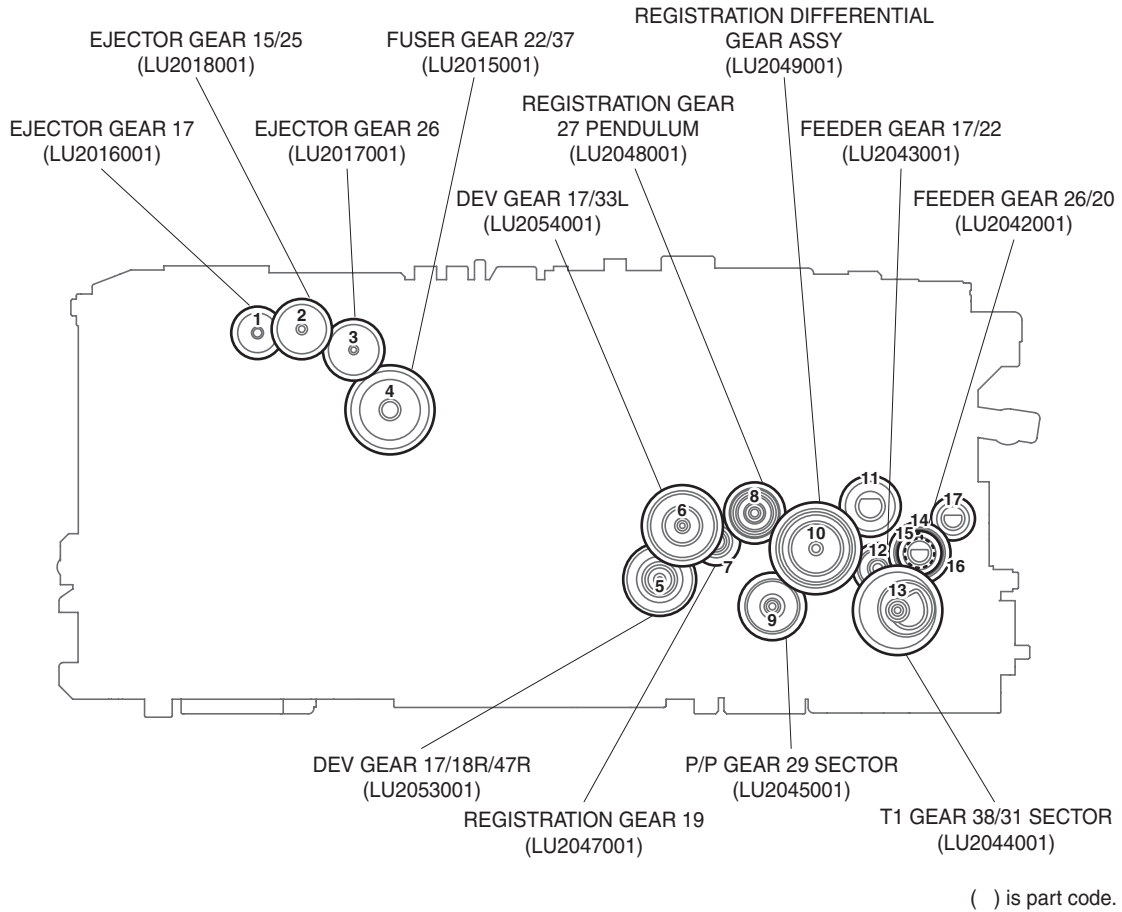 REGISTRATION DIFFERENTIAL
GEAR ASSY
(LU2049001)
EJECTOR GEAR 15/25
(LU2018001)
FUSER GEAR 22/37
(LU2015001)
REGISTRATION GEAR
27 PENDULUM
(LU2048001)
EJECTOR GEAR 17
(LU2016001)
EJECTOR GEAR 26
(LU2017001)
FEEDER GEAR 17/22
(LU2043001)
DEV GEAR 17/33L
(LU2054001)
FEEDER GEAR 26/20
(LU2042001)
1
2
3
4
5
6
7
8
9
10
11
12
13
14
15
16
17
DEV GEAR 17/18R/47R
(LU2053001)
P/P GEAR 29 SECTOR
(LU2045001)
REGISTRATION GEAR 19
(LU2047001)
T1 GEAR 38/31 SECTOR
(LU2044001)
( ) is part code.